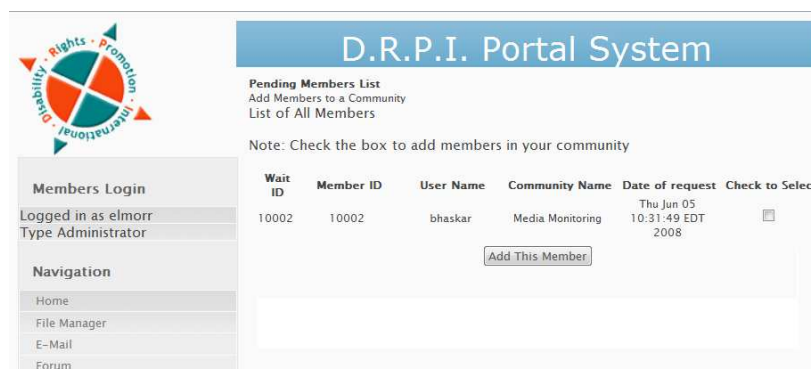 Disability · Rights · Promotion · International ·
D.R.P.I. Portal System
Pending Members List
Add Members to a Community
List of All Members
Note: Check the box to add members in your community
Wait ID Member ID User Name Community Name Date of request Check to Selec
10002 10002 bhaskar Media Monitoring Thu Jun 05 10:31:49 EDT 2008
Add This Member
Members Login
Logged in as elmorr
Type Administrator
Navigation
Home
File Manager
E-Mail
Forum